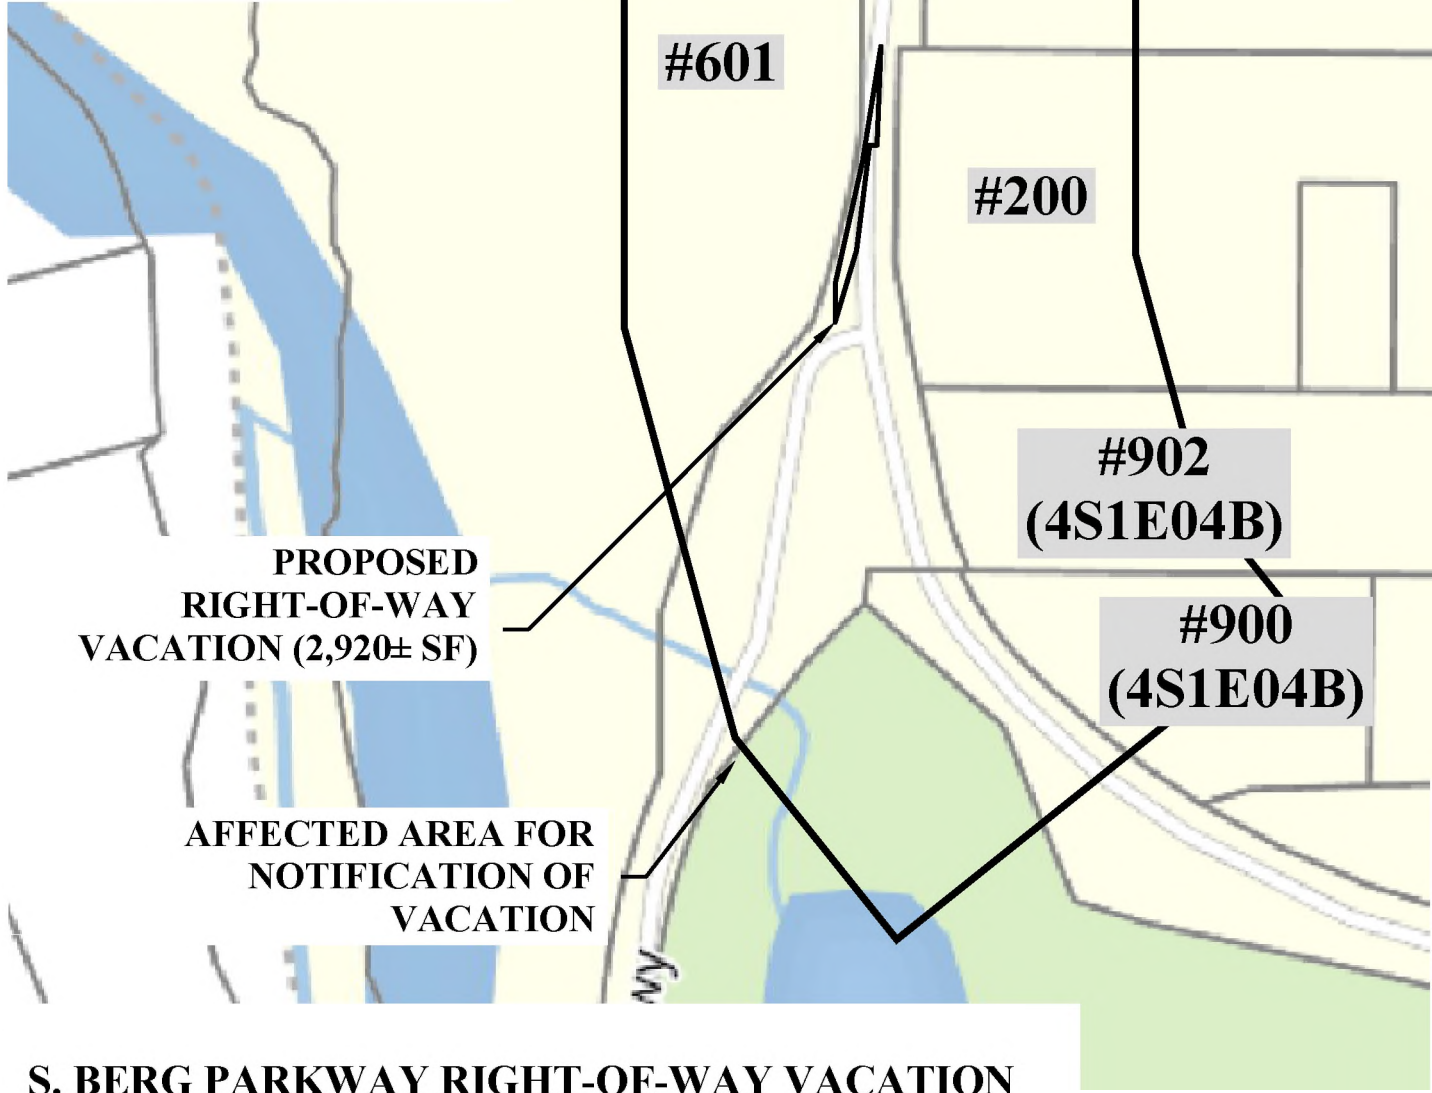 #601
#200
#902
(4S1E04B)
PROPOSED
RIGHT-OF-WAY
VACATION (2,920± SF)
#900
(4S1E04B)
AFFECTED AREA FOR
NOTIFICATION OF
VACATION
S. BERG PARKWAY RIGHT-OF-WAY VACATION